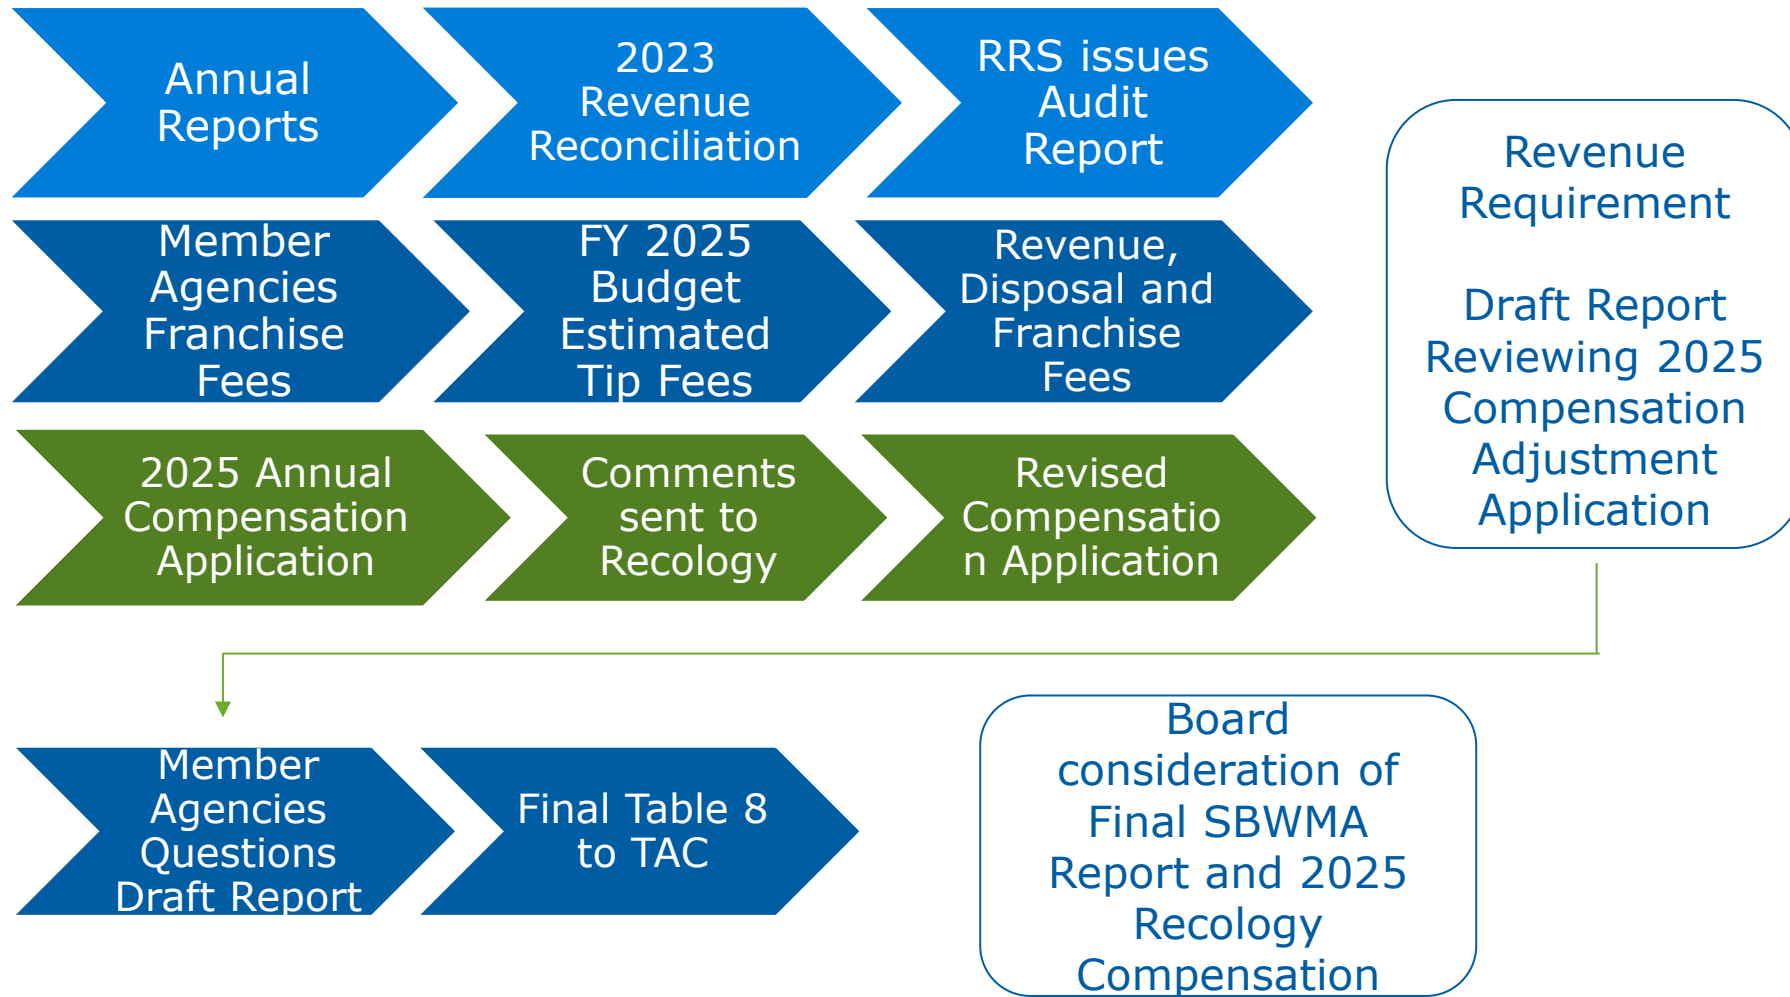 Annual
Reports
2023
Revenue
Reconciliation
RRS issues
Audit
Report
Member
Agencies
Franchise
Fees
FY 2025
Budget
Estimated
Tip Fees
Revenue,
Disposal and
Franchise
Fees
2025 Annual
Compensation
Application
Comments
sent to
Recology
Revised
Compensatio
n Application
Revenue
Requirement
Draft Report
Reviewing 2025
Compensation
Adjustment
Application
Member
Agencies
Questions
Draft Report
Final Table 8
to TAC
Board
consideration of
Final SBWMA
Report and 2025
Recology
Compensation